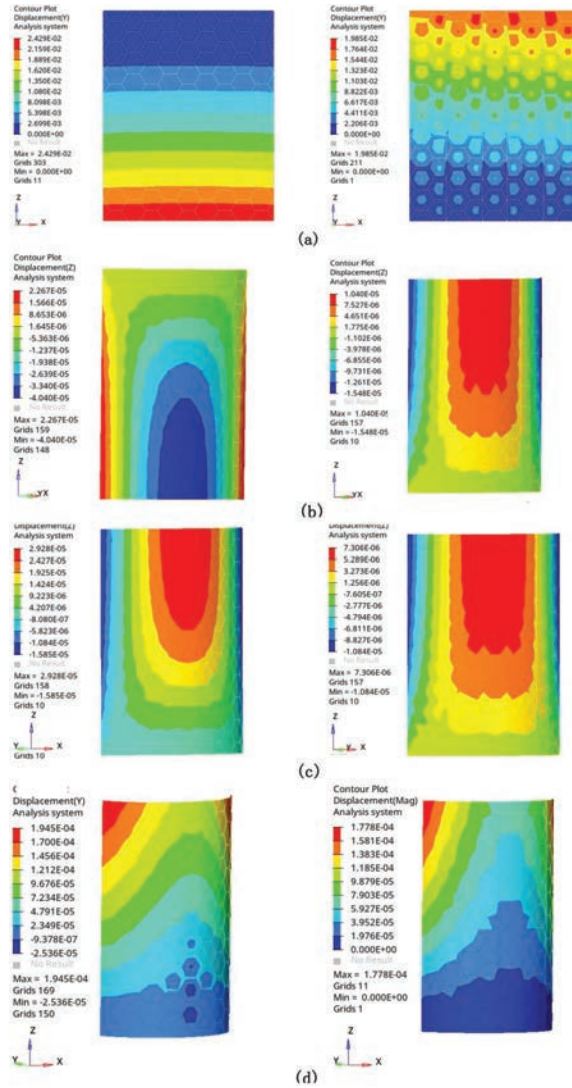 Contour Plot
Displacement(Y)
Analysis system
2.429E-02
2.159E-02
1.889E-02
1.620E-02
1.350E-02
1.080E-02
8.098E-03
5.398E-03
2.699E-03
0.000E+00
No Result
Max = 2.429E-02
Grids 303
Min = 0.000E+00
Grids 11
Z
Y X
Contour Plot
Displacement(Y)
Analysis system
1.985E-02
1.764E-02
1.544E-02
1.323E-02
1.103E-02
8.822E-03
6.617E-03
4.411E-03
2.206E-03
0.000E+00
No Result
Max = 1.985E-02
Grids 211
Min = 0.000E+00
Grids 1
Z
Y X
(a)
Contour Plot
Displacement(Z)
Analysis system
2.267E-05
1.566E-05
8.653E-06
1.645E-06
-5.363E-06
-1.237E-05
-1.938E-05
-2.639E-05
-3.340E-05
-4.040E-05
No Result
Max = 2.267E-05
Grids 159
Min = -4.040E-05
Grids 148
Z
YX
Contour Plot
Displacement(Z)
Analysis system
1.040E-05
7.527E-06
4.651E-06
1.775E-06
-1.102E-06
-3.978E-06
-6.855E-06
-9.731E-06
-1.261E-05
-1.548E-05
No Result
Max = 1.040E-05
Grids 157
Min = -1.548E-05
Grids 10
Z
YX
(b)
Displacement(Z)
Analysis system
2.928E-05
2.427E-05
1.925E-05
1.424E-05
9.223E-06
4.207E-06
-8.080E-07
-5.823E-06
-1.084E-05
-1.585E-05
No Result
Max = 2.928E-05
Grids 158
Min = -1.585E-05
Grids 10
Z
Y X
Grids 10
Displacement(Z)
Analysis system
7.306E-06
5.289E-06
3.273E-06
1.256E-06
-7.605E-07
-2.777E-06
-4.794E-06
-6.811E-06
-8.827E-06
-1.084E-05
No Result
Max = 7.306E-06
Grids 157
Min = -1.084E-05
Grids 10
Z
Y X
(c)
Displacement(Y)
Analysis system
1.945E-04
1.700E-04
1.456E-04
1.212E-04
9.676E-05
7.234E-05
4.791E-05
2.349E-05
-9.378E-07
-2.536E-05
No Result
Max = 1.945E-04
Grids 169
Min = -2.536E-05
Grids 150
Z
Y X
Contour Plot
Displacement(Mag)
Analysis system
1.778E-04
1.581E-04
1.383E-04
1.185E-04
9.879E-05
7.903E-05
5.927E-05
3.952E-05
1.976E-05
0.000E+00
No Result
Max = 1.778E-04
Grids 11
Min = 0.000E+00
Grids 1
Z
Y X
(d)